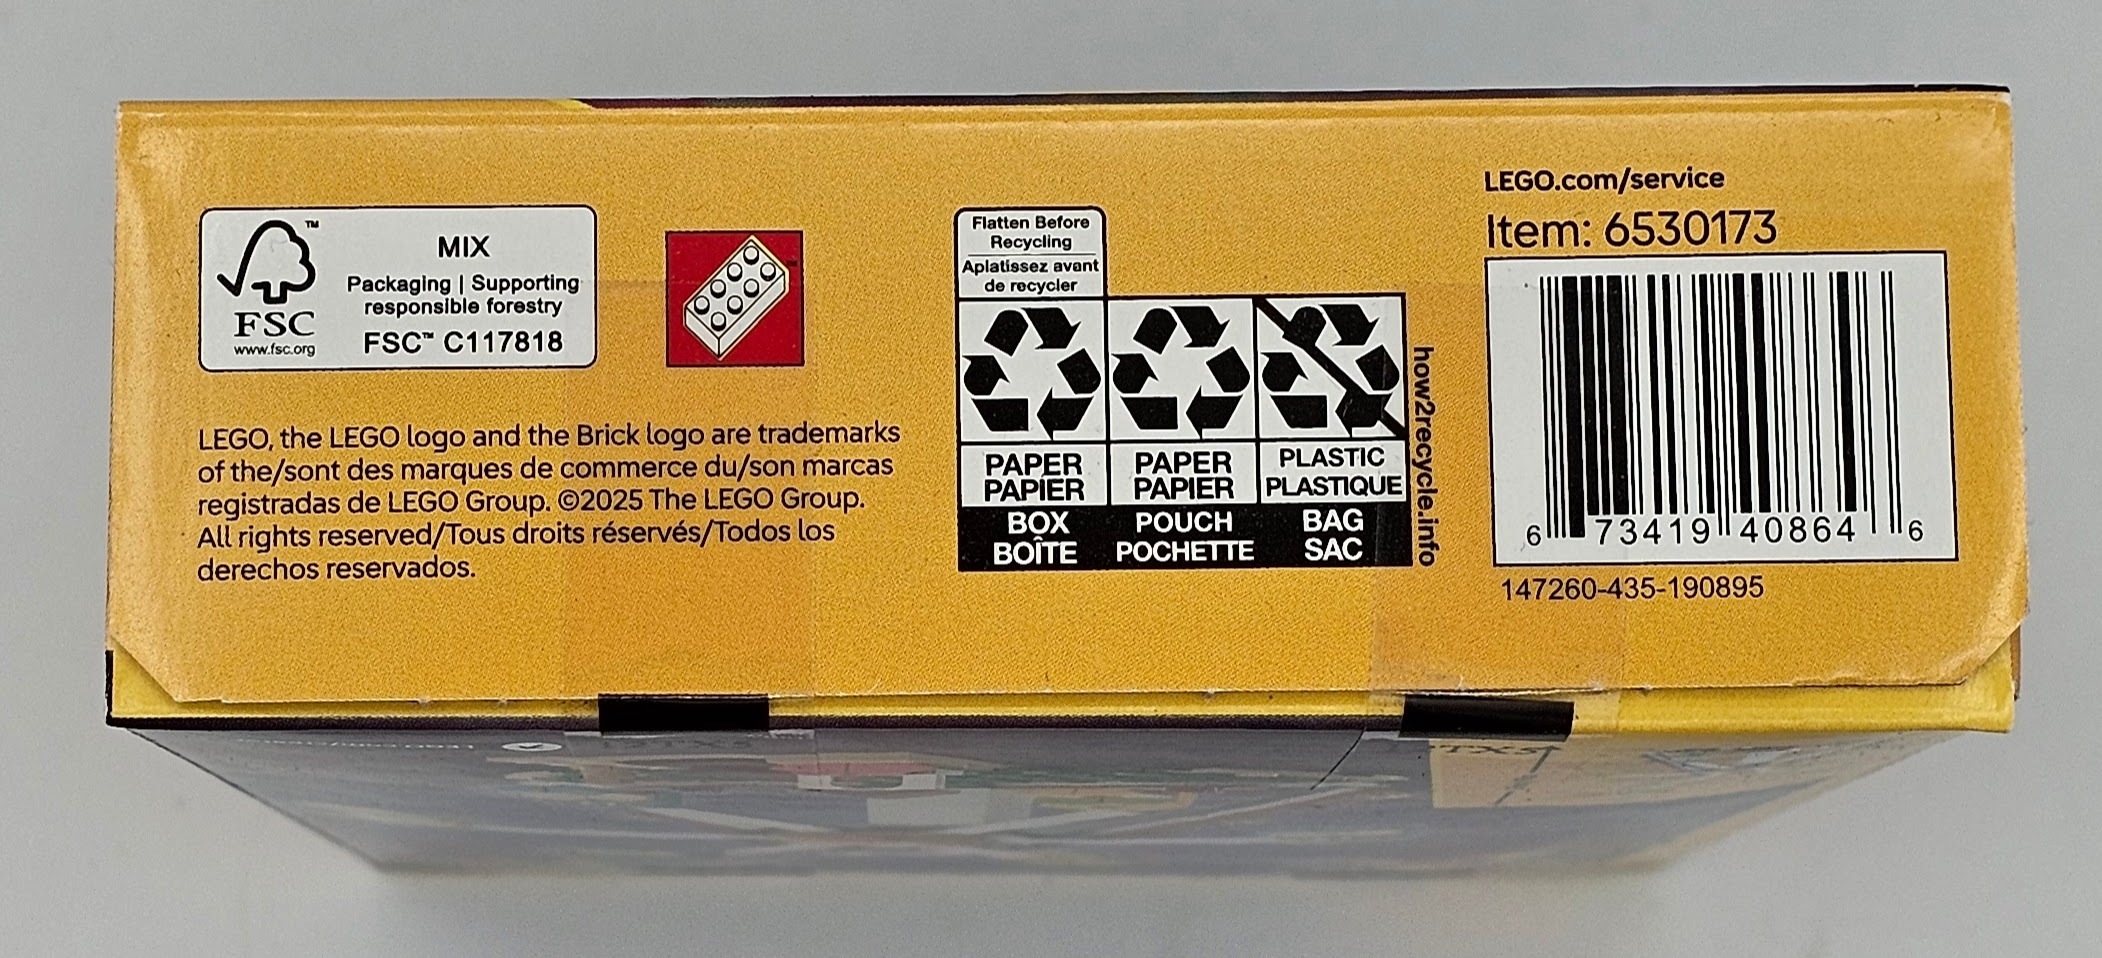 ™
FSC
www.fsc.org
MIX
Packaging | Supporting
responsible forestry
FSC™ C117818
LEGO, the LEGO logo and the Brick logo are trademarks
of the/sont des marques de commerce du/son marcas
registradas de LEGO Group. ©2025 The LEGO Group.
All rights reserved/Tous droits réservés/Todos los
derechos reservados.
Flatten Before
Recycling
Aplatissez avant
de recycler
PAPER PAPER PLASTIC
PAPIER PAPIER PLASTIQUE
BOX POUCH BAG
BOÎTE POCHETTE SAC
how2recycle.info
LEGO.com/service
Item: 6530173
6 73419 40864 6
147260-435-190895